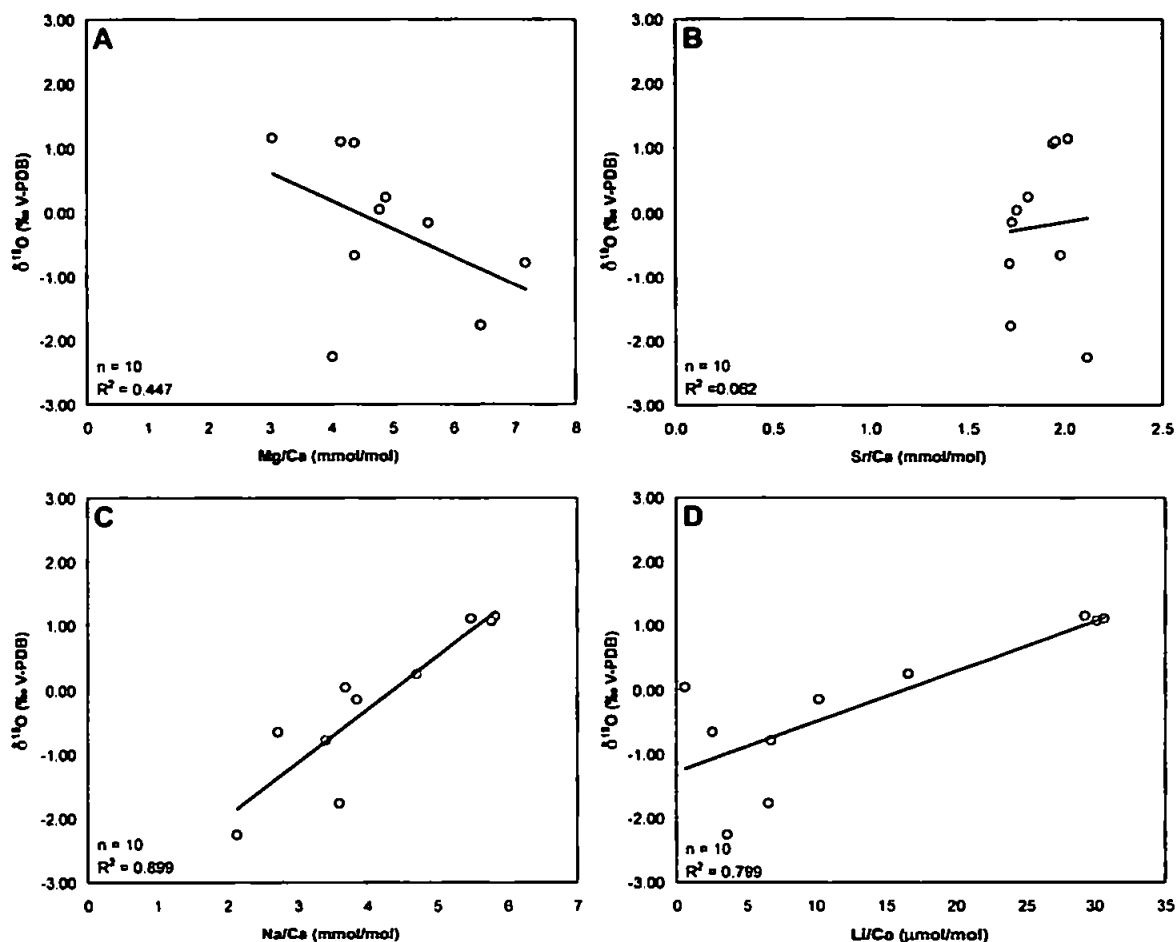 A
3.00
2.00
1.00
0.00
-1.00
-2.00
-3.00
δ¹⁸O (‰ V-PDB)
n = 10
R² = 0.447
0 1 2 3 4 5 6 7 8
Mg/Ca (mmol/mol)
B
3.00
2.00
1.00
0.00
-1.00
-2.00
-3.00
δ¹⁸O (‰ V-PDB)
n = 10
R² =0.062
0.0 0.5 1.0 1.5 2.0 2.5
Sr/Ca (mmol/mol)
C
3.00
2.00
1.00
0.00
-1.00
-2.00
-3.00
δ¹⁸O (‰ V-PDB)
n = 10
R² = 0.899
0 1 2 3 4 5 6 7
Na/Ca (mmol/mol)
D
3.00
2.00
1.00
0.00
-1.00
-2.00
-3.00
δ¹⁸O (‰ V-PDB)
n = 10
R² = 0.799
0 5 10 15 20 25 30 35
Li/Ca (μmol/mol)